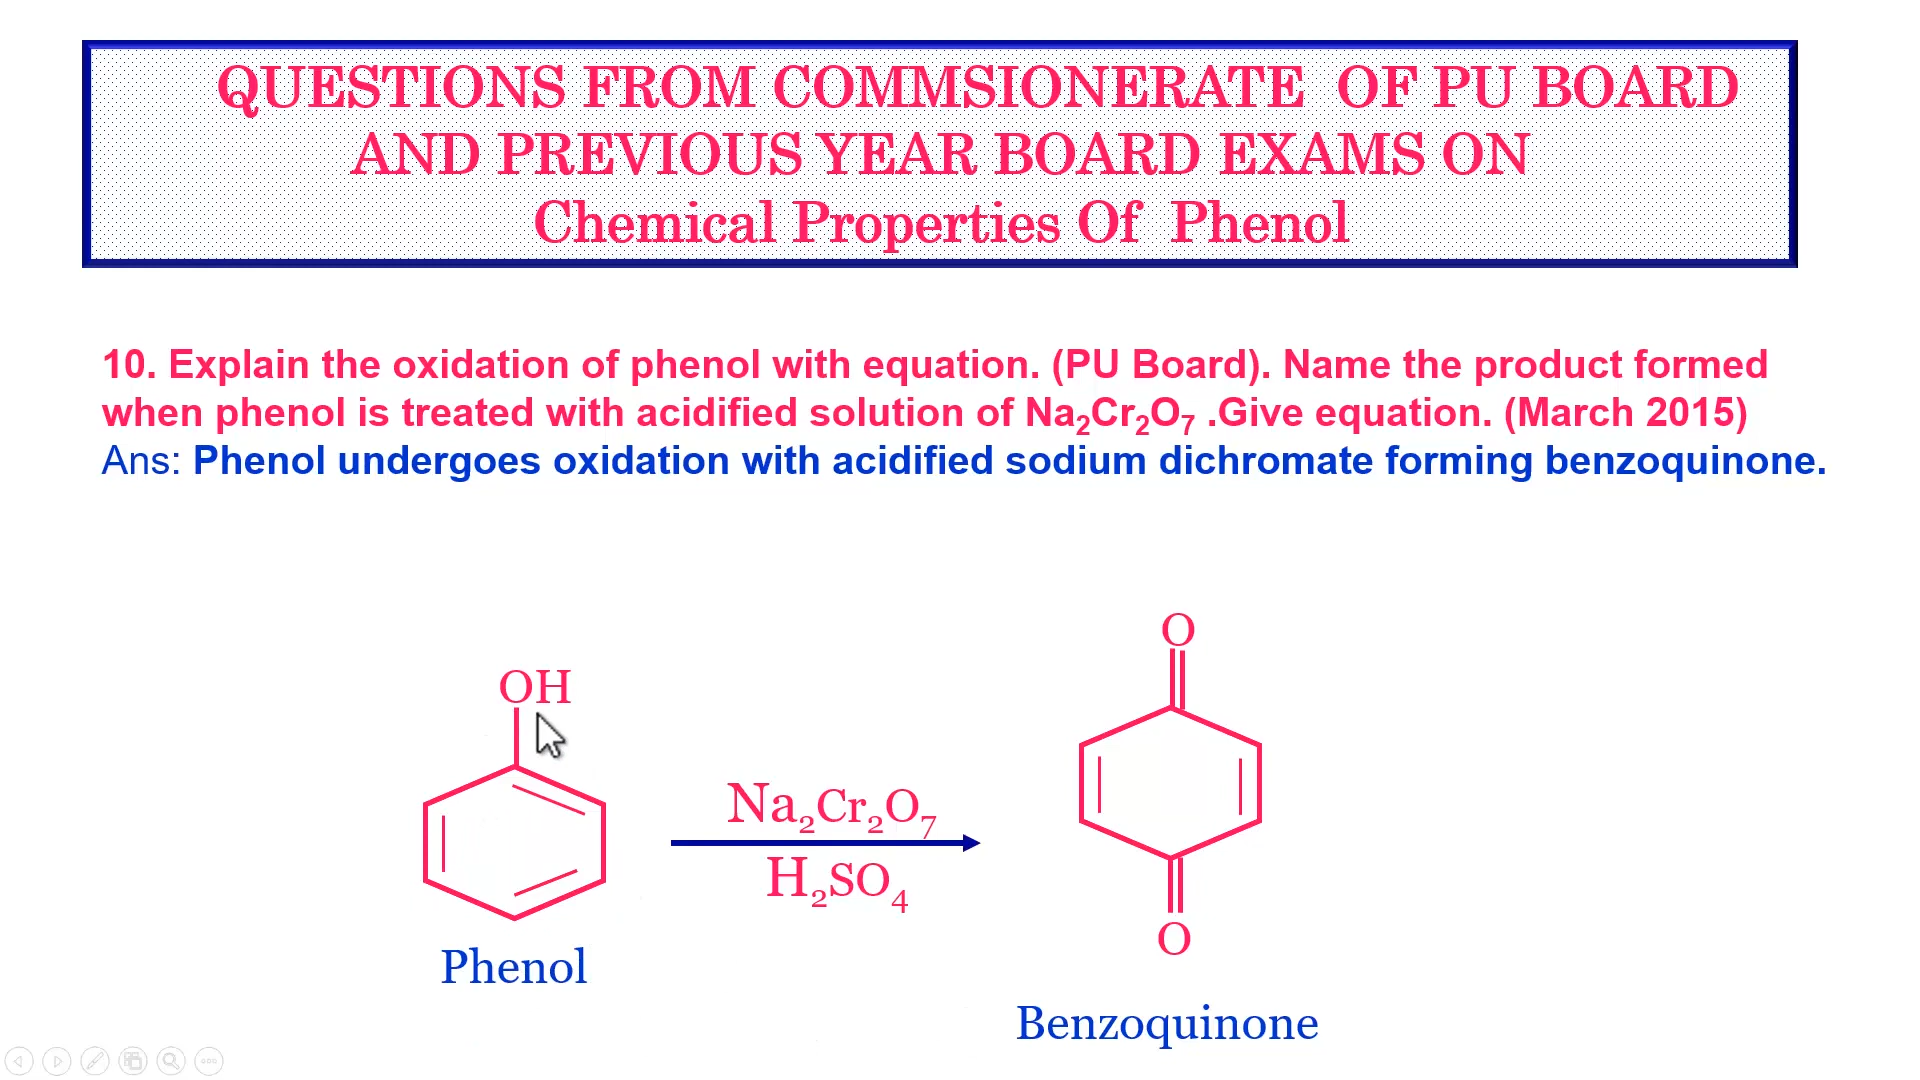 QUESTIONS FROM COMMSIONERATE OF PU BOARD
AND PREVIOUS YEAR BOARD EXAMS ON
Chemical Properties Of Phenol
10. Explain the oxidation of phenol with equation. (PU Board). Name the product formed
when phenol is treated with acidified solution of Na₂Cr₂O₇ .Give equation. (March 2015)
Ans: Phenol undergoes oxidation with acidified sodium dichromate forming benzoquinone.
O
OH
Na₂Cr₂O₇
H₂SO₄
O
Phenol
Benzoquinone